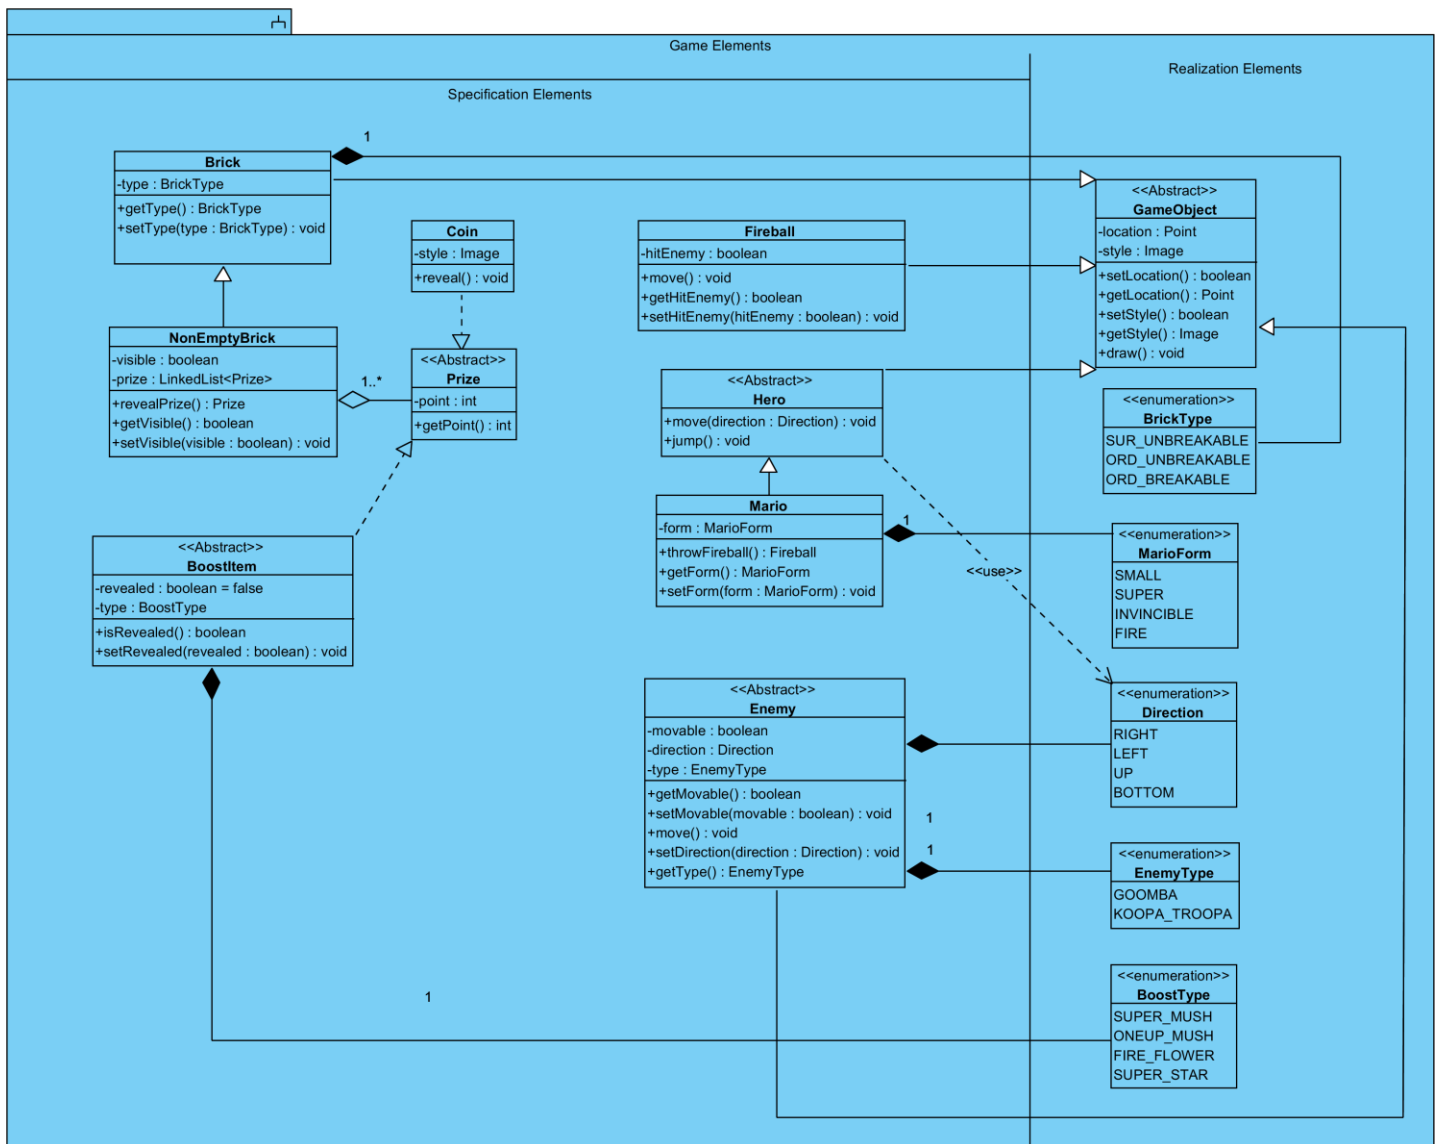 Game Elements
Realization Elements
Specification Elements
1
Brick
-type : BrickType
+getType() : BrickType
+setType(type : BrickType) : void
Coin
-style : Image
+reveal() : void
Fireball
-hitEnemy : boolean
+move() : void
+getHitEnemy() : boolean
+setHitEnemy(hitEnemy : boolean) : void
<<Abstract>>
GameObject
-location : Point
-style : Image
+setLocation() : boolean
+getLocation() : Point
+setStyle() : boolean
+getStyle() : Image
+draw() : void
NonEmptyBrick
-visible : boolean
-prize : LinkedList<Prize>
+revealPrize() : Prize
+getVisible() : boolean
+setVisible(visible : boolean) : void
1..*
<<Abstract>>
Prize
-point : int
+getPoint() : int
<<Abstract>>
Hero
+move(direction : Direction) : void
+jump() : void
<<enumeration>>
BrickType
SUR_UNBREAKABLE
ORD_UNBREAKABLE
ORD_BREAKABLE
Mario
-form : MarioForm
+throwFireball() : Fireball
+getForm() : MarioForm
+setForm(form : MarioForm) : void
1
<<use>>
<<enumeration>>
MarioForm
SMALL
SUPER
INVINCIBLE
FIRE
<<Abstract>>
BoostItem
-revealed : boolean = false
-type : BoostType
+isRevealed() : boolean
+setRevealed(revealed : boolean) : void
<<Abstract>>
Enemy
-movable : boolean
-direction : Direction
-type : EnemyType
+getMovable() : boolean
+setMovable(movable : boolean) : void
+move() : void
+setDirection(direction : Direction) : void
+getType() : EnemyType
1
1
<<enumeration>>
Direction
RIGHT
LEFT
UP
BOTTOM
<<enumeration>>
EnemyType
GOOMBA
KOOPA_TROOPA
1
<<enumeration>>
BoostType
SUPER_MUSH
ONEUP_MUSH
FIRE_FLOWER
SUPER_STAR